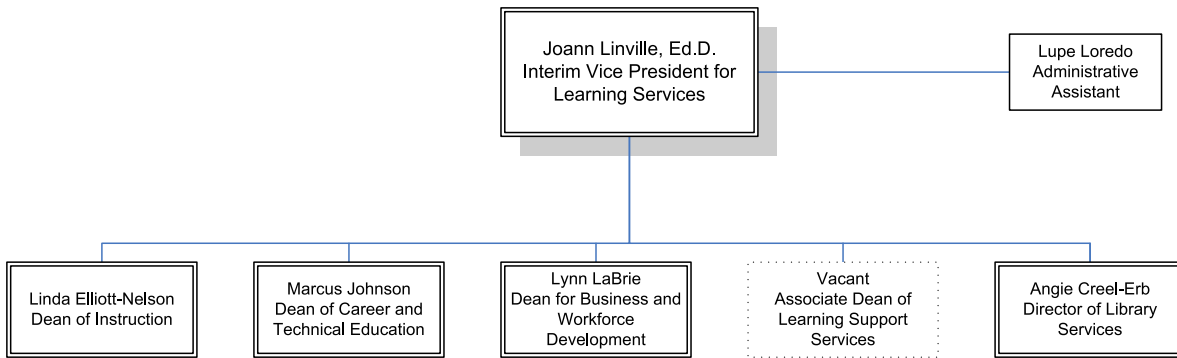 Joann Linville, Ed.D.
Interim Vice President for
Learning Services
Lupe Loredo
Administrative
Assistant
Linda Elliott-Nelson
Dean of Instruction
Marcus Johnson
Dean of Career and
Technical Education
Lynn LaBrie
Dean for Business and
Workforce
Development
Vacant
Associate Dean of
Learning Support
Services
Angie Creel-Erb
Director of Library
Services